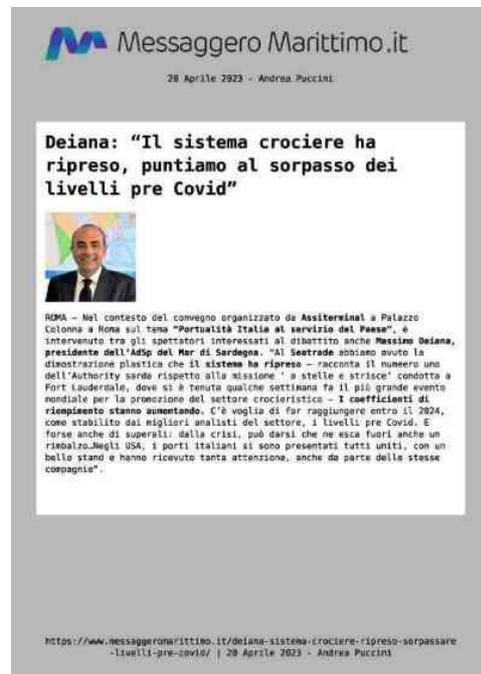 Messaggero Marittimo.it
20 Aprile 2023 - Andrea Puccini
Deiana: “Il sistema crociere ha
ripreso, puntiamo al sorpasso dei
livelli pre Covid”
ROMA – Nel contesto del convegno organizzato da Assiterminal a Palazzo
Colonna a Roma sul tema “Portualità Italia al servizio del Paese”, è
intervenuto tra gli spettatori interessati al dibattito anche Massimo Deiana,
presidente dell’AdSp del Mar di Sardegna. “Al Seatrade abbiamo avuto la
dimostrazione plastica che il sistema ha ripreso – racconta il numero uno
dell’Authority sarda rispetto alla missione ‘ a stelle e strisce’ condotta a
Fort Lauderdale, dove si è tenuta qualche settimana fa il più grande evento
mondiale per la promozione del settore crocieristico – I coefficienti di
riempimento stanno aumentando. C’è voglia di far raggiungere entro il 2024,
come stabilito dai migliori analisti del settore, i livelli pre Covid. E
forse anche di superali: dalla crisi, può darsi che ne esca fuori anche un
rimbalzo…Negli USA, i porti italiani si sono presentati tutti uniti, con un
bello stand e hanno ricevuto tanta attenzione, anche da parte della stesse
compagnie”.
https://www.messaggeromarittimo.it/deiana-sistema-crociere-ripreso-sorpassare
-livelli-pre-covid/ | 20 Aprile 2023 - Andrea Puccini